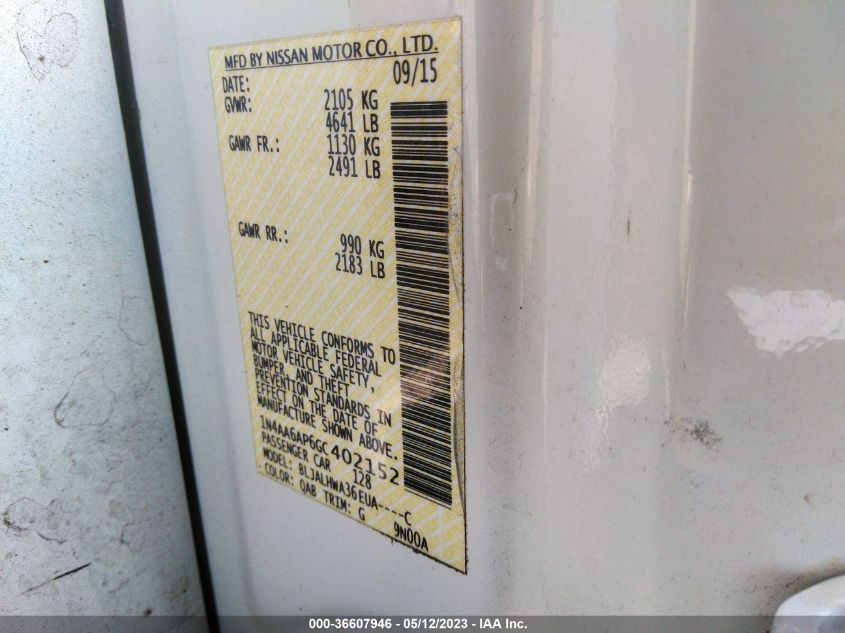 MFD BY NISSAN MOTOR CO., LTD.
DATE: 09/15
GVWR: 2105 KG
4641 LB
GAWR FR.: 1130 KG
2491 LB
GAWR RR.: 990 KG
2183 LB
THIS VEHICLE CONFORMS TO
ALL APPLICABLE FEDERAL
MOTOR VEHICLE SAFETY,
BUMPER, AND THEFT
PREVENTION STANDARDS IN
EFFECT ON THE DATE OF
MANUFACTURE SHOWN ABOVE.
1N4AA6AP6GC402152
PASSENGER CAR 128
MODEL: BLJALHWA36EUA----C
COLOR: QAB TRIM: G 9N00A
000-36607946 - 05/12/2023 - IAA Inc.